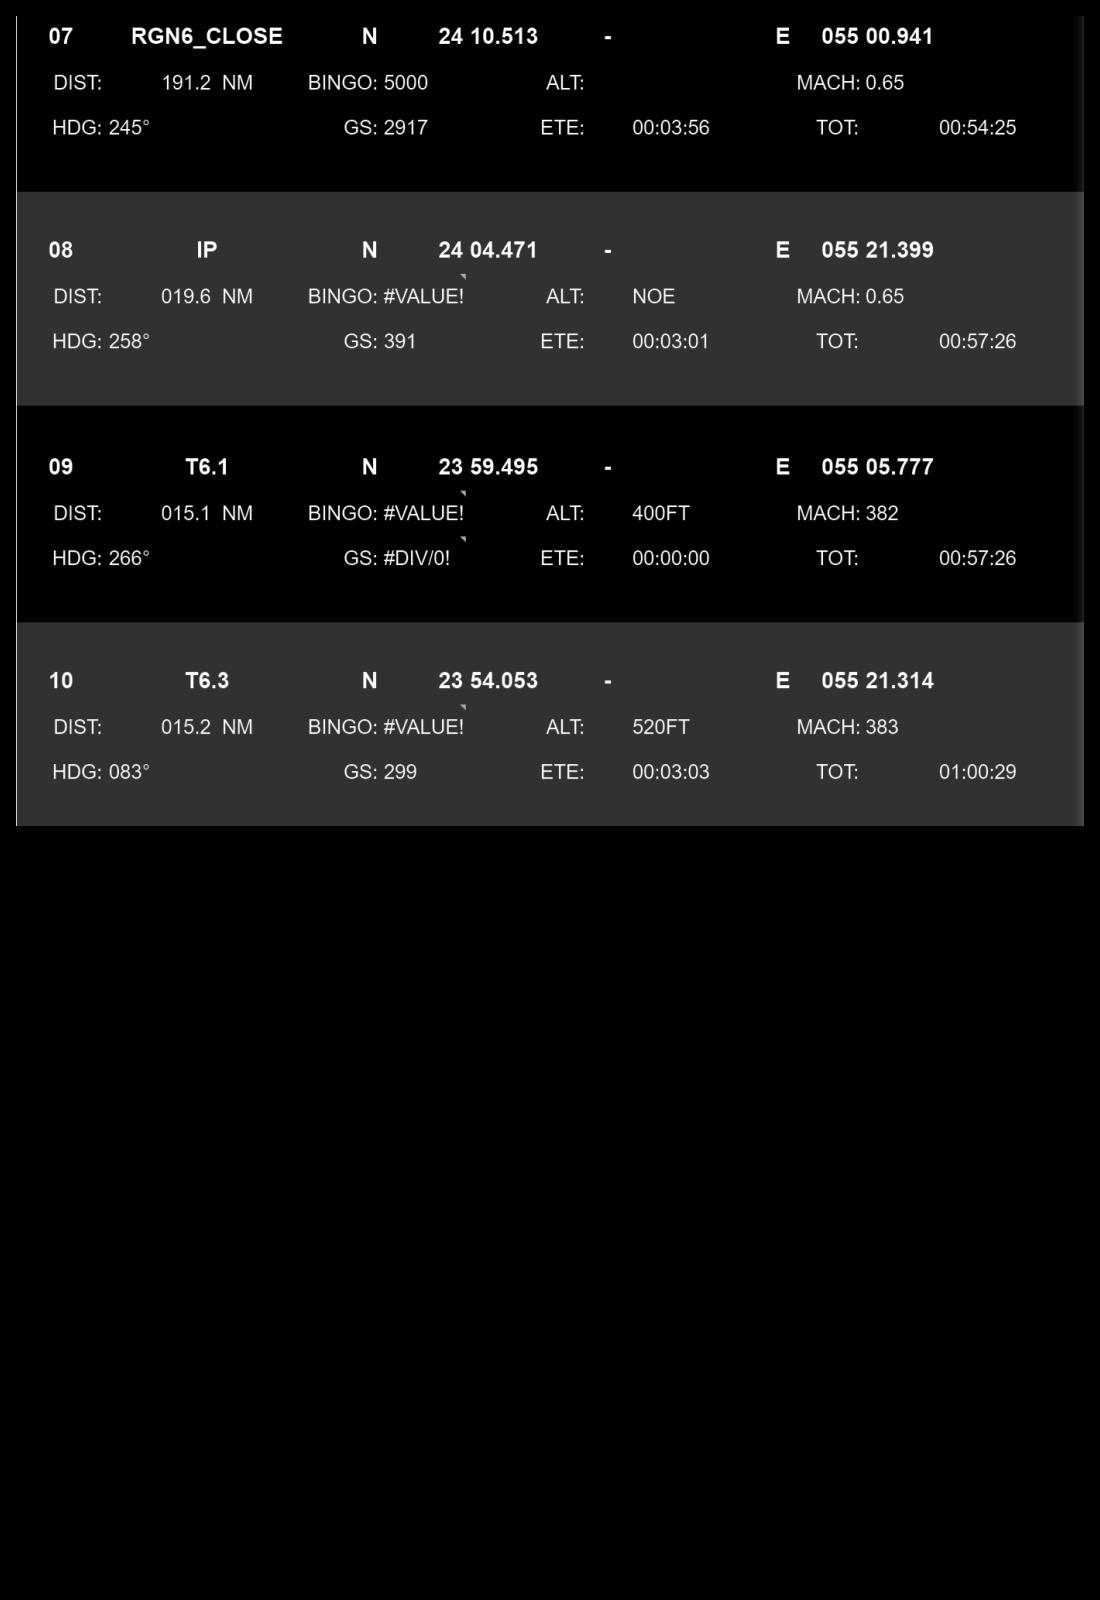 07 RGN6_CLOSE N 24 10.513 - E 055 00.941
DIST: 191.2 NM BINGO: 5000 ALT: MACH: 0.65
HDG: 245° GS: 2917 ETE: 00:03:56 TOT: 00:54:25
08 IP N 24 04.471 - E 055 21.399
DIST: 019.6 NM BINGO: #VALUE! ALT: NOE MACH: 0.65
HDG: 258° GS: 391 ETE: 00:03:01 TOT: 00:57:26
09 T6.1 N 23 59.495 - E 055 05.777
DIST: 015.1 NM BINGO: #VALUE! ALT: 400FT MACH: 382
HDG: 266° GS: #DIV/0! ETE: 00:00:00 TOT: 00:57:26
10 T6.3 N 23 54.053 - E 055 21.314
DIST: 015.2 NM BINGO: #VALUE! ALT: 520FT MACH: 383
HDG: 083° GS: 299 ETE: 00:03:03 TOT: 01:00:29